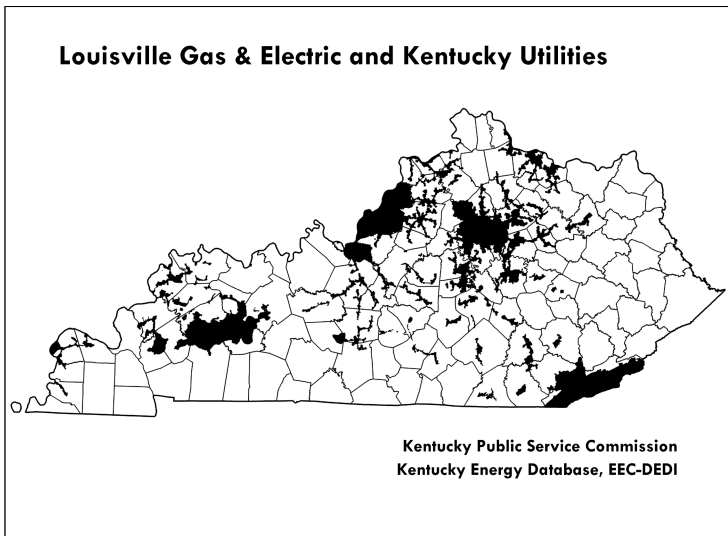 Louisville Gas & Electric and Kentucky Utilities
Kentucky Public Service Commission
Kentucky Energy Database, EEC-DEDI